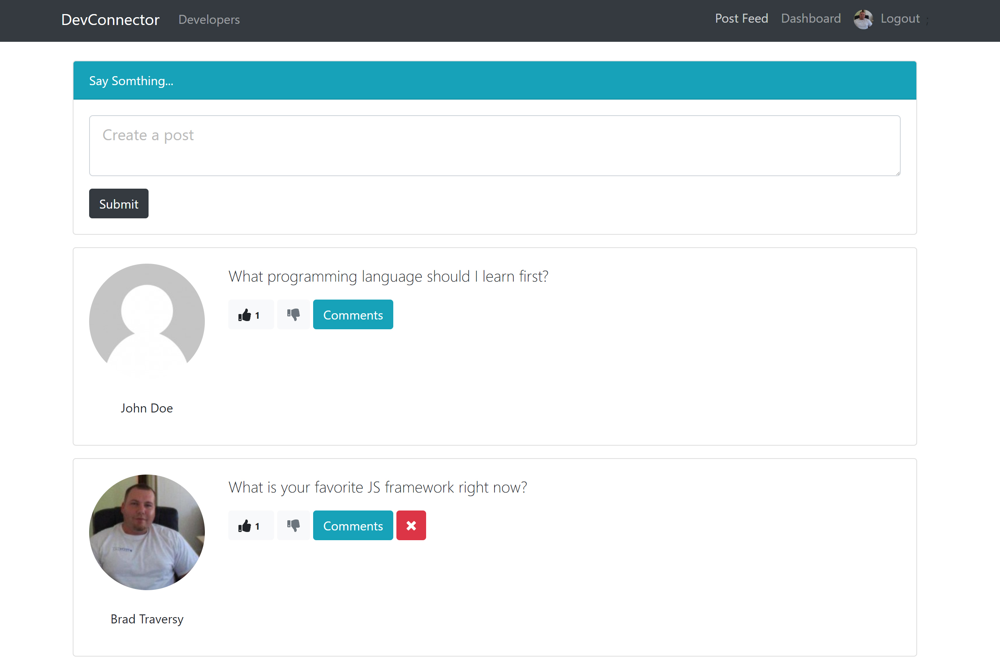 DevConnector Developers Post Feed Dashboard Logout ;
Say Somthing...
Create a post
Submit
What programming language should I learn first?
1 Comments
John Doe
What is your favorite JS framework right now?
1 Comments
Brad Traversy